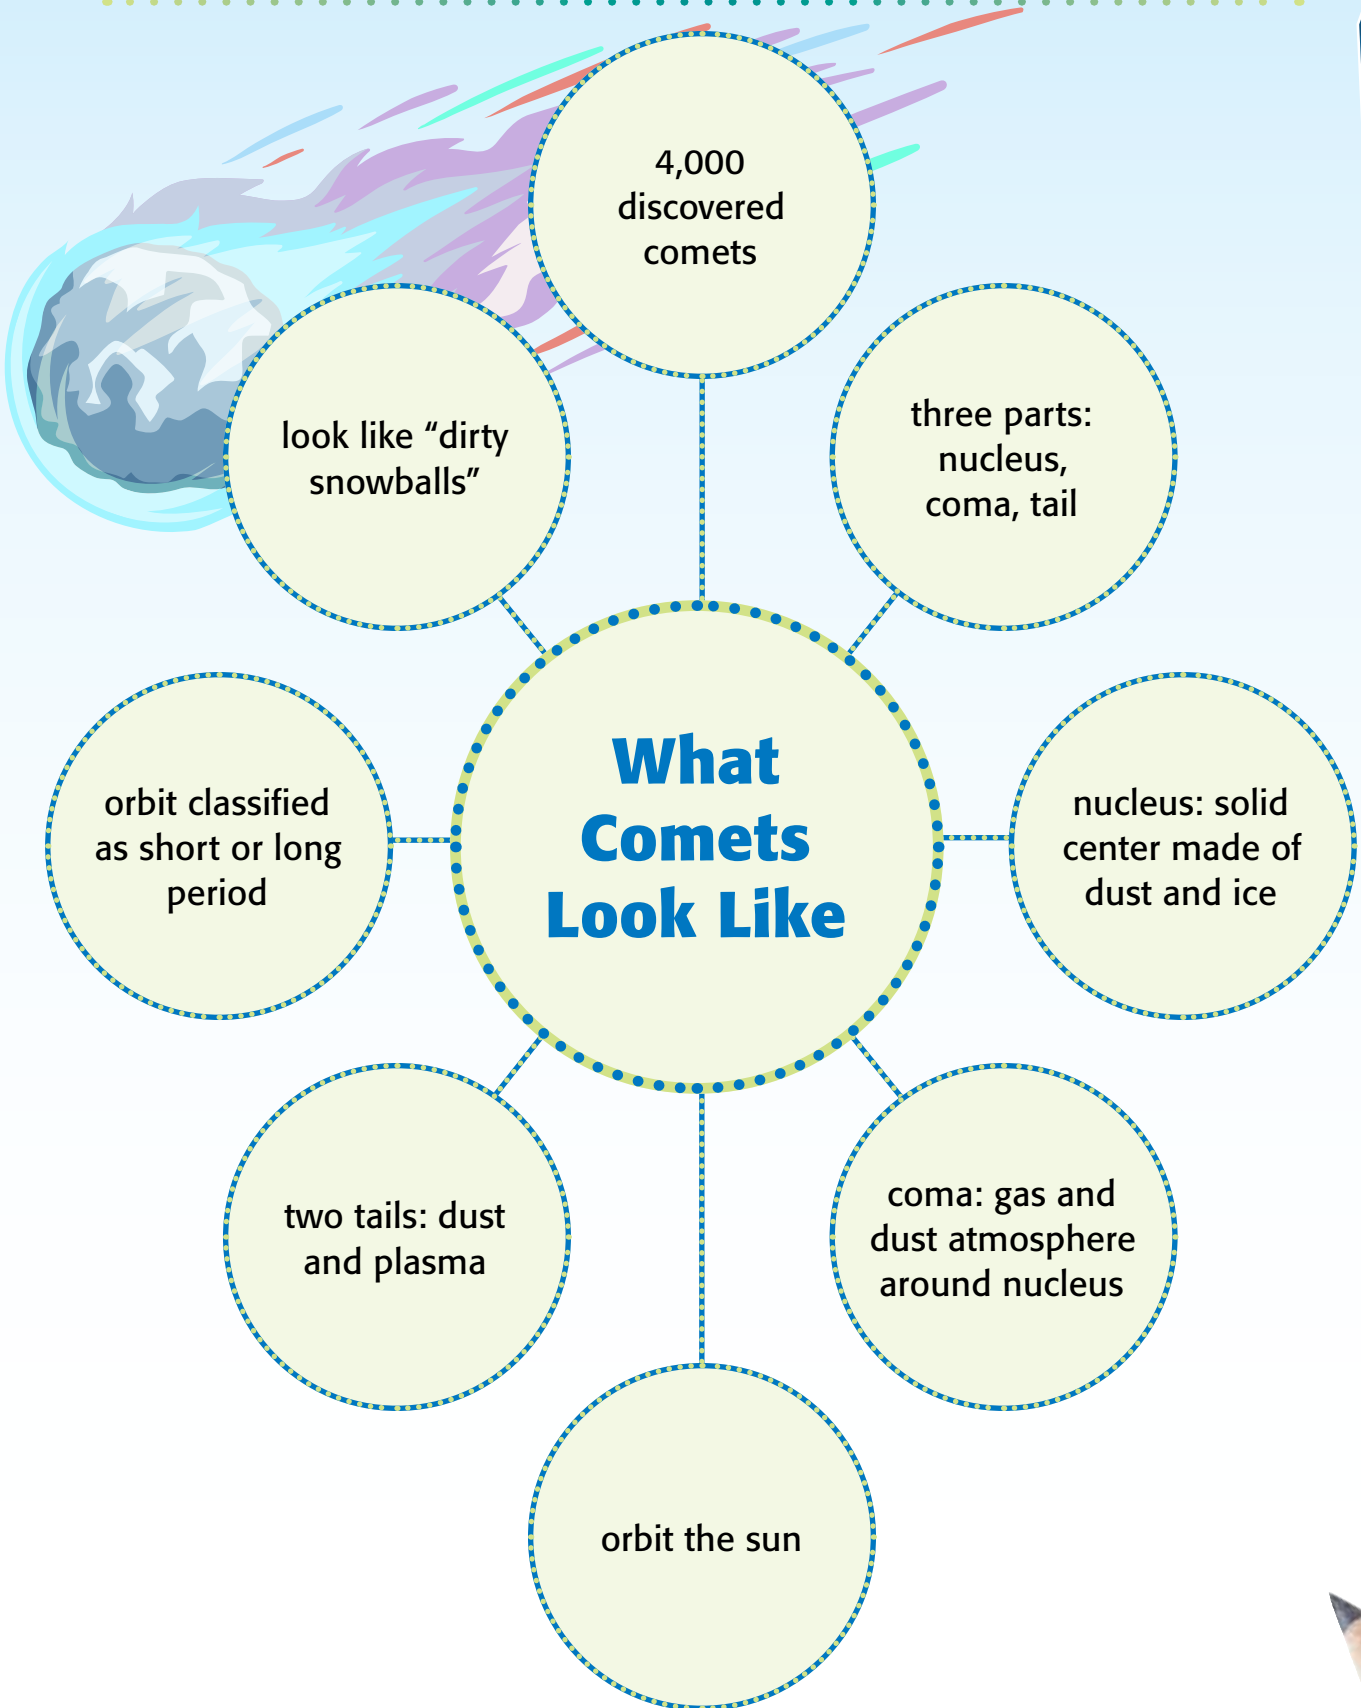 4,000
discovered
comets
three parts:
nucleus,
coma, tail
look like “dirty
snowballs”
What
Comets
Look Like
orbit classified
as short or long
period
nucleus: solid
center made of
dust and ice
two tails: dust
and plasma
coma: gas and
dust atmosphere
around nucleus
orbit the sun